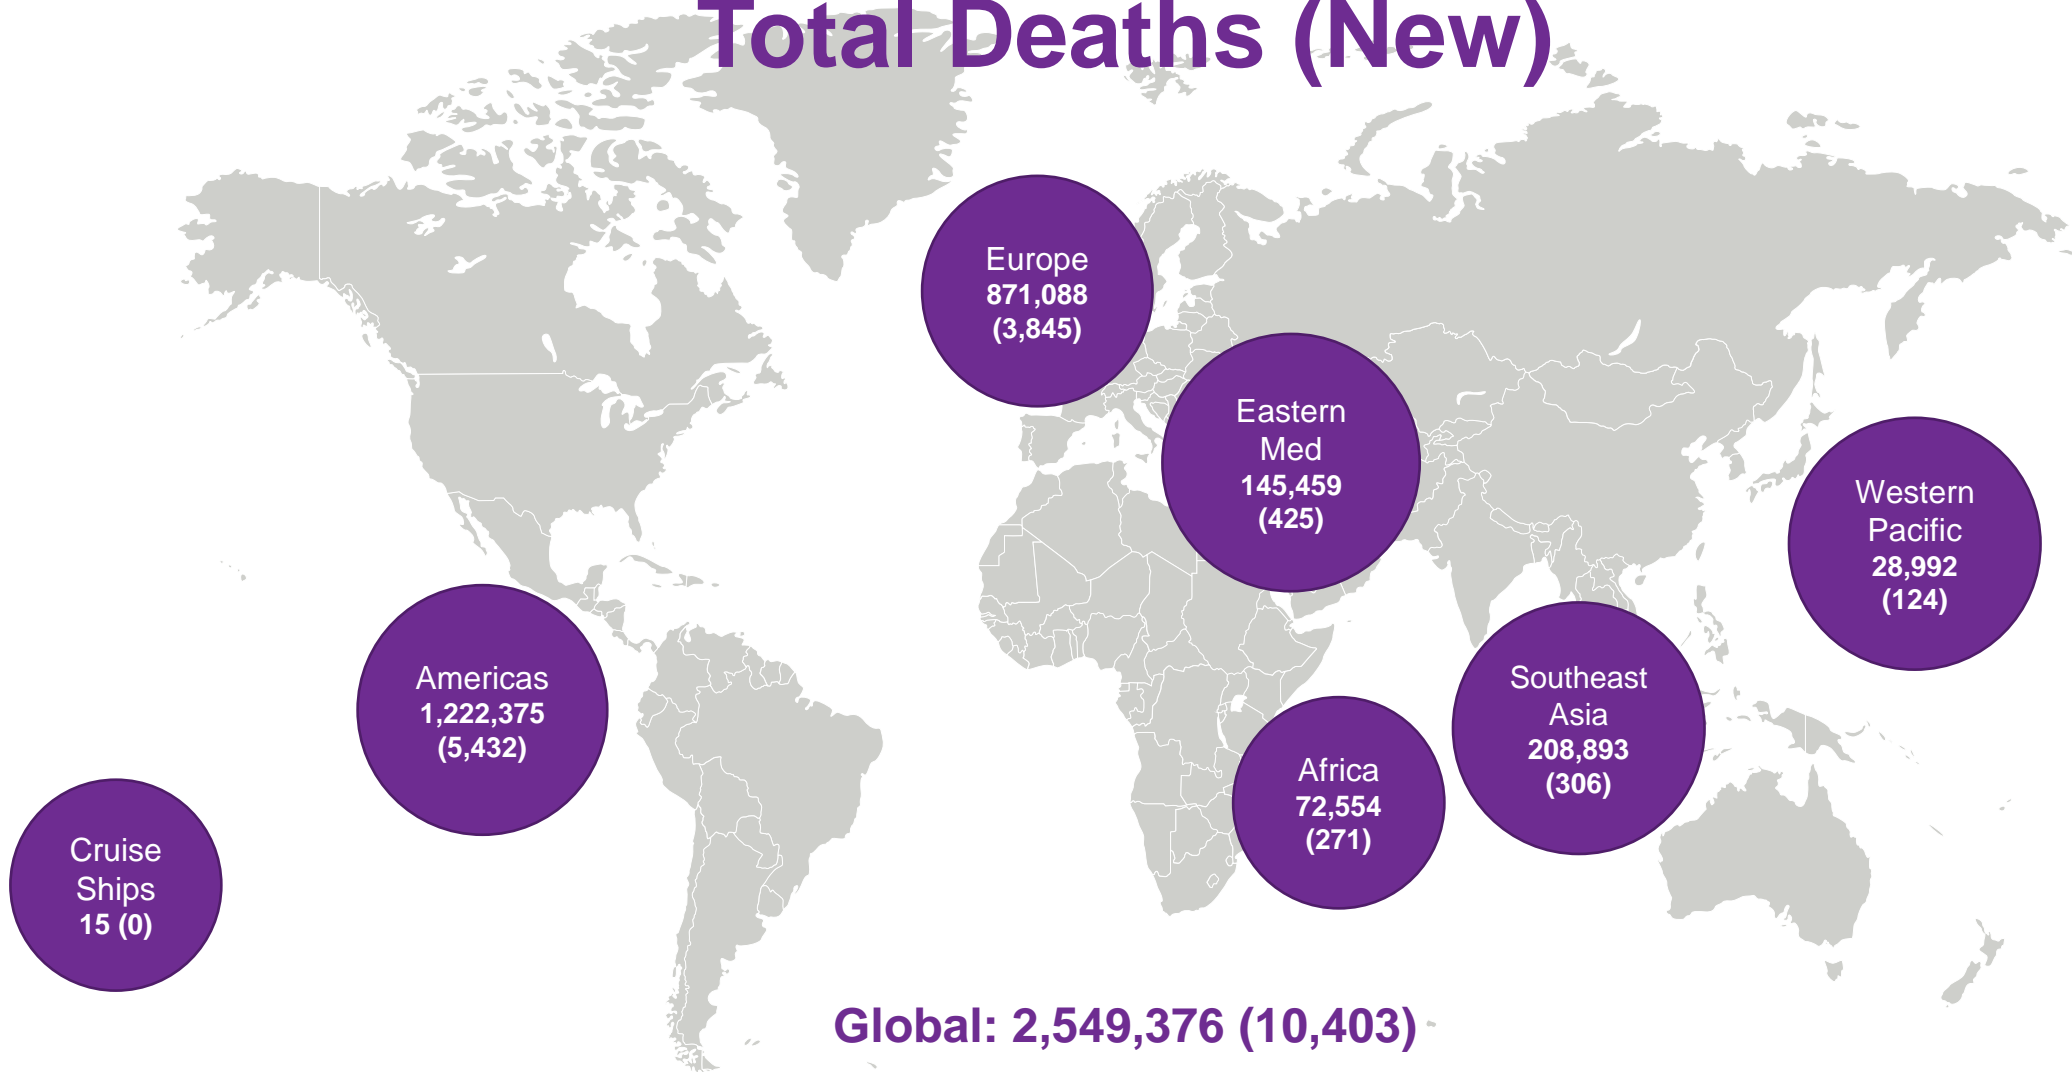 Total Deaths (New)
Europe
871,088
(3,845)
Eastern
Med
145,459
(425)
Western
Pacific
28,992
(124)
Americas
1,222,375
(5,432)
Southeast
Asia
208,893
(306)
Africa
72,554
(271)
Cruise
Ships
15 (0)
Global: 2,549,376 (10,403)